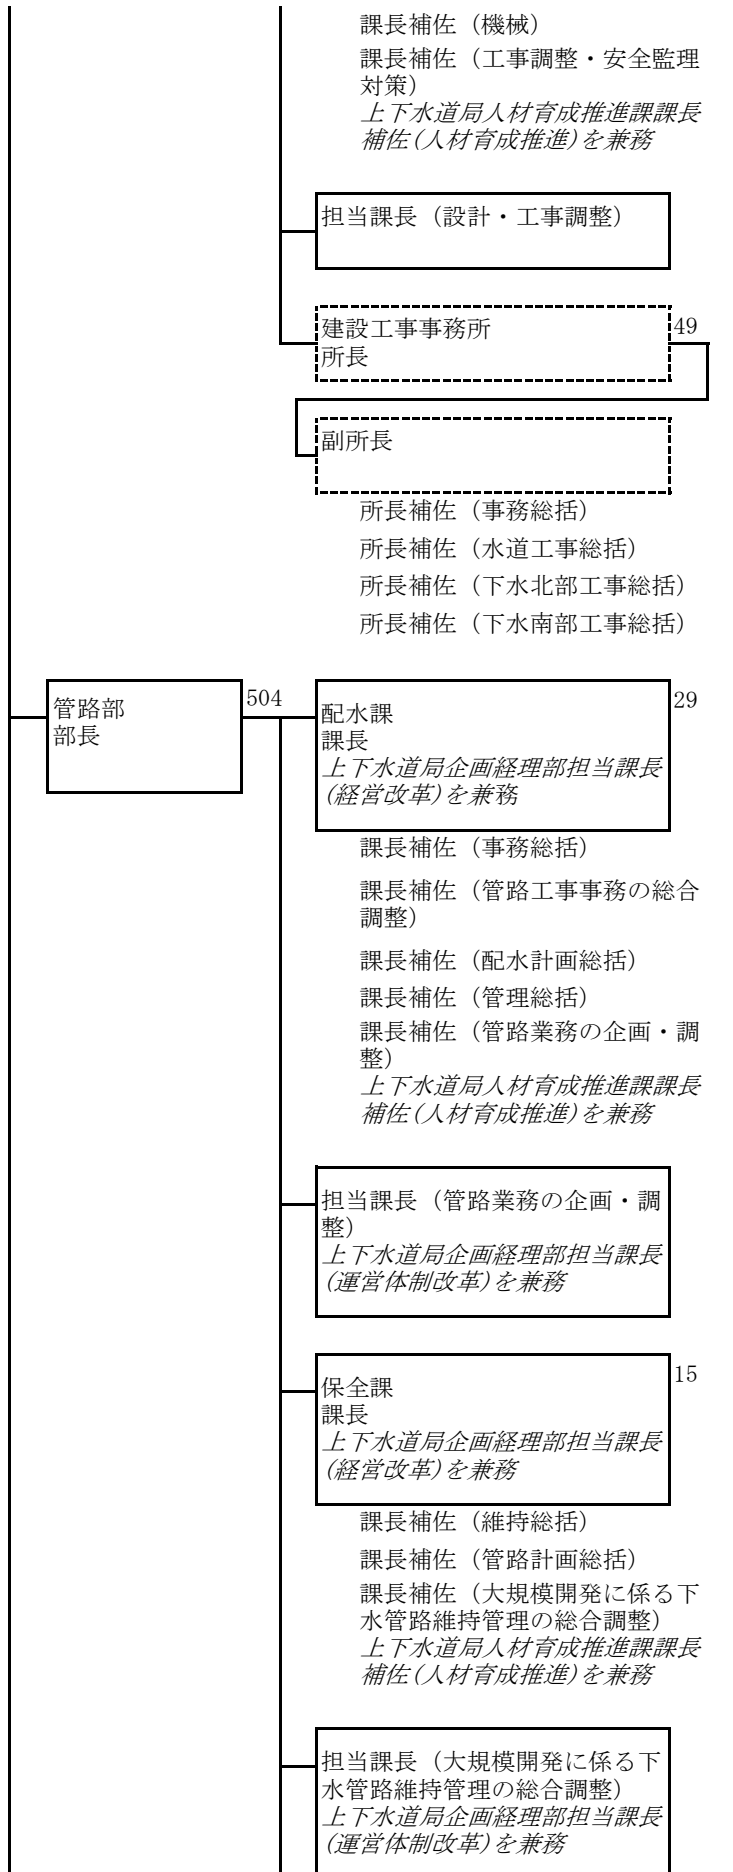 課長補佐（機械）
課長補佐（工事調整・安全監理
対策）
上下水道局人材育成推進課課長
補佐(人材育成推進)を兼務
担当課長（設計・工事調整）
建設工事事務所
所長
49
副所長
所長補佐（事務総括）
所長補佐（水道工事総括）
所長補佐（下水北部工事総括）
所長補佐（下水南部工事総括）
管路部
部長
504
配水課
課長
上下水道局企画経理部担当課長
(経営改革)を兼務
29
課長補佐（事務総括）
課長補佐（管路工事事務の総合
調整）
課長補佐（配水計画総括）
課長補佐（管理総括）
課長補佐（管路業務の企画・調
整）
上下水道局人材育成推進課課長
補佐(人材育成推進)を兼務
担当課長（管路業務の企画・調
整）
上下水道局企画経理部担当課長
(運営体制改革)を兼務
保全課
課長
上下水道局企画経理部担当課長
(経営改革)を兼務
15
課長補佐（維持総括）
課長補佐（管路計画総括）
課長補佐（大規模開発に係る下
水管路維持管理の総合調整）
上下水道局人材育成推進課課長
補佐(人材育成推進)を兼務
担当課長（大規模開発に係る下
水管路維持管理の総合調整）
上下水道局企画経理部担当課長
(運営体制改革)を兼務